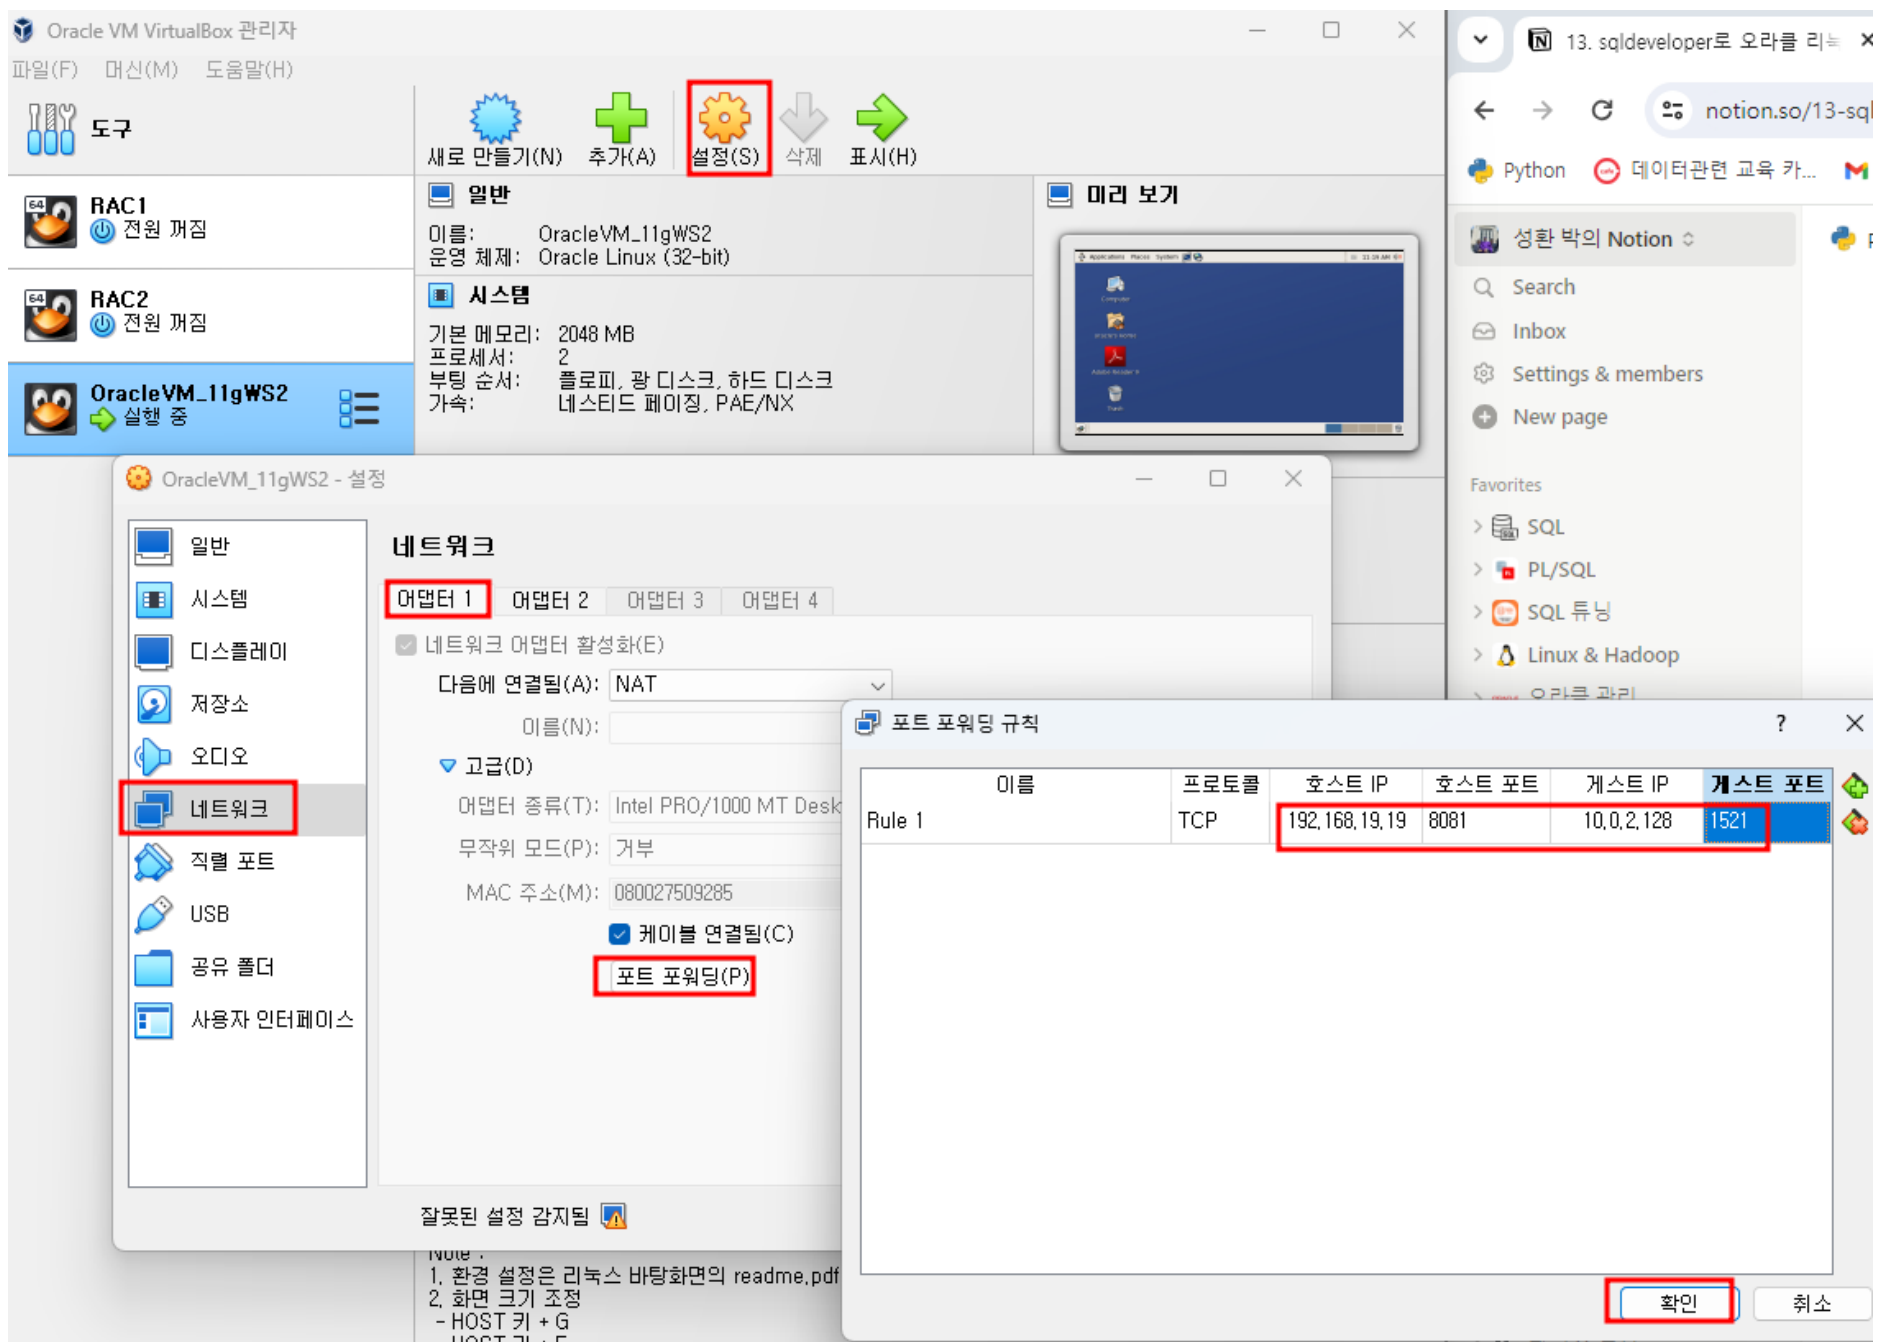 Oracle VM VirtualBox 관리자
파일(F) 머신(M) 도움말(H)
도구
새로 만들기(N) 추가(A) 설정(S) 삭제 표시(H)
RAC1
전원 꺼짐
RAC2
전원 꺼짐
OracleVM_11gWS2
실행 중
일반
이름: OracleVM_11gWS2
운영 체제: Oracle Linux (32-bit)
시스템
기본 메모리: 2048 MB
프로세서: 2
부팅 순서: 플로피, 광 디스크, 하드 디스크
가속: 네스티드 페이징, PAE/NX
미리 보기
Applications Places System
Computer
Trash
13. sqldeveloper로 오라클 리눅
notion.so/13-sql
Python 데이터관련 교육 카...
성환 박의 Notion
Search
Inbox
Settings & members
New page
Favorites
SQL
PL/SQL
SQL 튜닝
Linux & Hadoop
오라클 관리
OracleVM_11gWS2 - 설정
일반
시스템
디스플레이
저장소
오디오
네트워크
직렬 포트
USB
공유 폴더
사용자 인터페이스
네트워크
어댑터 1 어댑터 2 어댑터 3 어댑터 4
네트워크 어댑터 활성화(E)
다음에 연결됨(A): NAT
이름(N):
고급(D)
어댑터 종류(T): Intel PRO/1000 MT Desk
무작위 모드(P): 거부
MAC 주소(M): 080027509285
케이블 연결됨(C)
포트 포워딩(P)
잘못된 설정 감지됨
포트 포워딩 규칙 ?
이름 프로토콜 호스트 IP 호스트 포트 게스트 IP 게스트 포트
Rule 1 TCP 192.168.19.19 8081 10.0.2.128 1521
확인 취소
Note :
1. 환경 설정은 리눅스 바탕화면의 readme.pdf
2. 화면 크기 조정
- HOST 키 + G